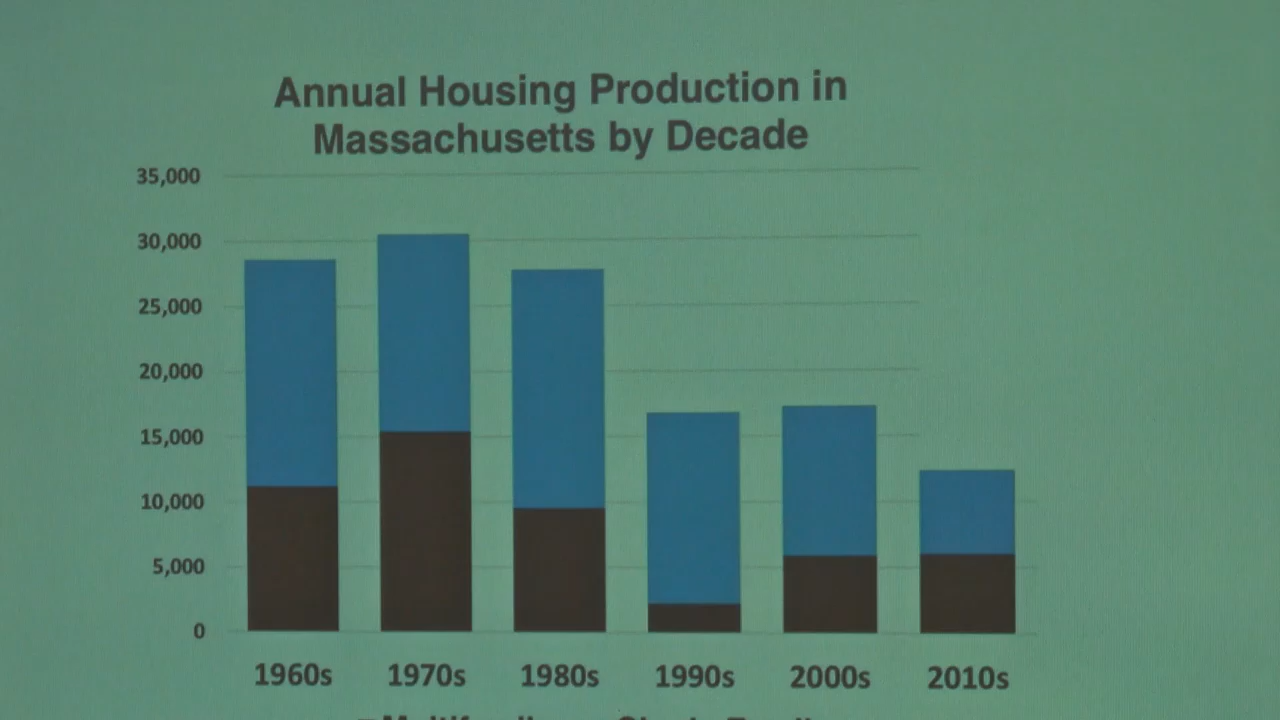 Annual Housing Production in
Massachusetts by Decade
35,000
30,000
25,000
20,000
15,000
10,000
5,000
0
1960s 1970s 1980s 1990s 2000s 2010s